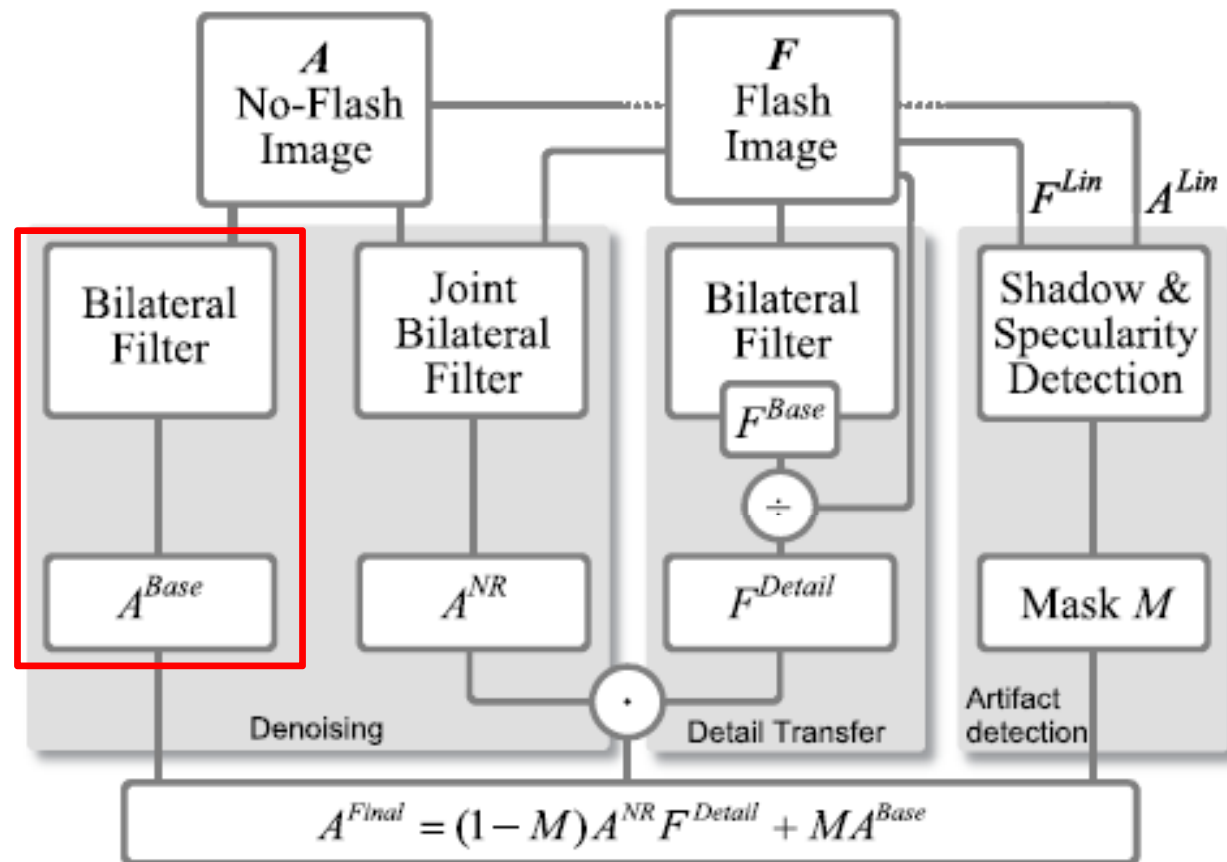 A
No-Flash
Image
F
Flash
Image
F^{Lin}
A^{Lin}
Bilateral
Filter
Joint
Bilateral
Filter
Bilateral
Filter
Shadow &
Specularity
Detection
F^{Base}
÷
A^{Base}
A^{NR}
F^{Detail}
Mask M
·
Denoising
Detail Transfer
Artifact
detection
A^{Final} = (1−M)A^{NR}F^{Detail} + MA^{Base}